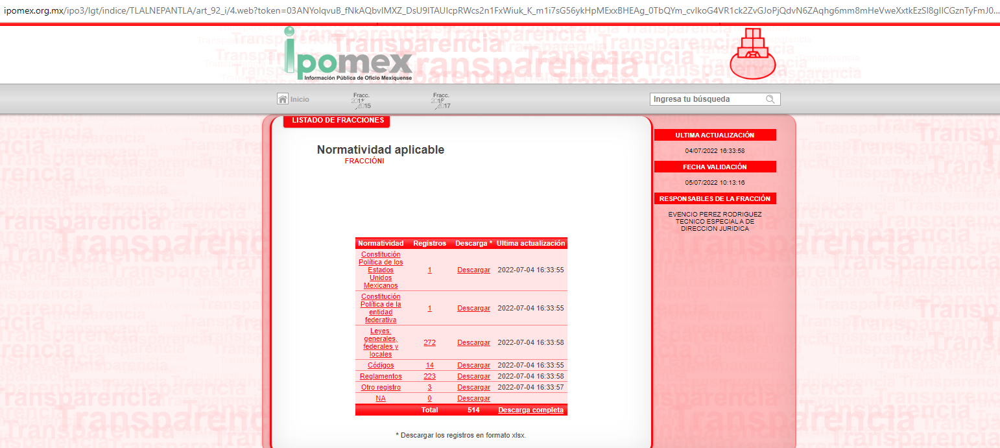 ipomex.org.mx/ipo3/lgt/indice/TLALNEPANTLA/art_92_i/4.web?token=03ANYolqvuB_fNkAQbvIMXZ_DsU9lTAUIcpRWcs2n1FxWiuk_K_m1i7sG56ykHpMExxBHEAg_0TbQYm_cvIkoG4VR1ck2ZvGJoPjQdvN6ZAqhg6mm8mHeVweXxtkEzSI8gIICGznTyFmJ0...
Transparencia
ipomex
Información Pública de Oficio Mexiquense
Inicio
Fracc.
2015
Fracc.
2017
Ingresa tu búsqueda
LISTADO DE FRACCIONES
Normatividad aplicable
FRACCIÓNI
Normatividad Registros Descarga * Ultima actualización
Constitución
Política de los
Estados
Unidos
Mexicanos
1 Descargar 2022-07-04 16:33:55
Constitución
Política de la
entidad
federativa
1 Descargar 2022-07-04 16:33:55
Leyes:
generales,
federales y
locales
272 Descargar 2022-07-04 16:33:58
Códigos 14 Descargar 2022-07-04 16:33:55
Reglamentos 223 Descargar 2022-07-04 16:33:58
Otro registro 3 Descargar 2022-07-04 16:33:57
NA 0 Descargar
Total 514 Descarga completa
* Descargar los registros en formato xlsx.
ULTIMA ACTUALIZACIÓN
04/07/2022 16:33:58
FECHA VALIDACIÓN
05/07/2022 10:13:16
RESPONSABLES DE LA FRACCIÓN
EVENCIO PEREZ RODRIGUEZ
TECNICO ESPECIAL A DE
DIRECCION JURIDICA